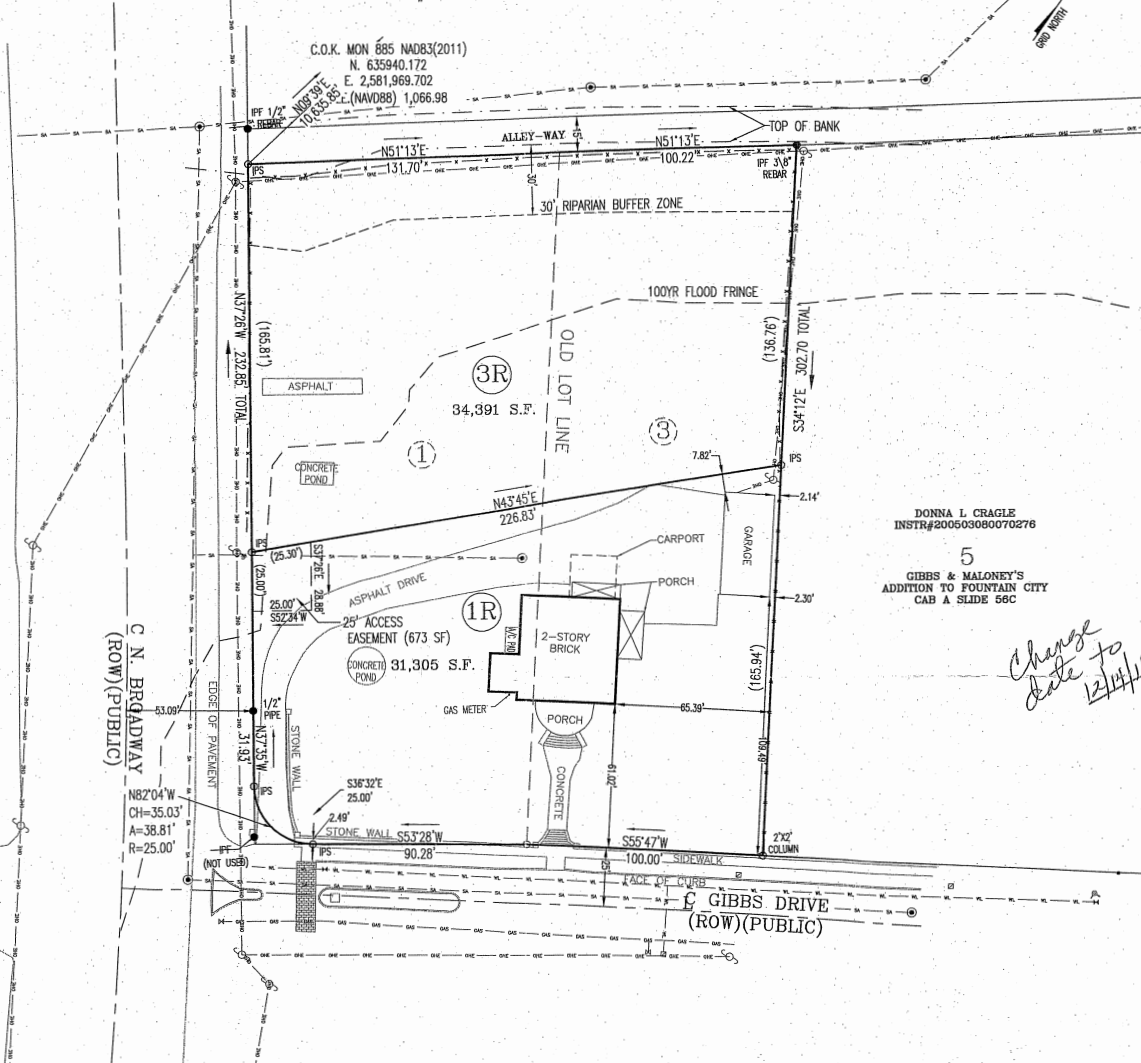 GRID NORTH
C.O.K. MON 885 NAD83(2011)
N. 635940.172
E. 2,581,969.702
(NAVD88) 1,066.98
N09°39'E
10,635.85'
IPF 1/2"
REBAR
IPS
ALLEY-WAY
15'
TOP OF BANK
N51°13'E
131.70'
N51°13'E
100.22'
IPF 3/8"
REBAR
30'
30' RIPARIAN BUFFER ZONE
100YR FLOOD FRINGE
N37°26'W 232.85' TOTAL
(165.81')
(136.76')
S34°12'E 302.70 TOTAL
OLD LOT LINE
ASPHALT
3R
34,391 S.F.
1
3
CONCRETE
POND
7.82'
IPS
2.14'
N43°45'E
226.83'
IPS
(25.30')
(25.00')
S37°26'E 28.88'
25.00'
S52°34'W
ASPHALT DRIVE
CARPORT
GARAGE
PORCH
2.30'
25' ACCESS
EASEMENT (673 SF)
1R
31,305 S.F.
CONCRETE
POND
A/C PAD
2-STORY
BRICK
GAS METER
PORCH
65.39'
(165.94')
109.49'
61.02'
CONCRETE
DONNA L CRAGLE
INSTR#200503080070276
5
GIBBS & MALONEY'S
ADDITION TO FOUNTAIN CITY
CAB A SLIDE 56C
Change
date to
12/14/1
C N. BROADWAY
(ROW)(PUBLIC)
EDGE OF PAVEMENT
53.09'
1/2"
PIPE
N37°35'W
31.93'
IPS
STONE WALL
N82°04'W
CH=35.03'
A=38.81'
R=25.00'
IPF
(NOT USED)
S36°32'E
25.00'
2.49'
STONE WALL
IPS
S53°28'W
90.28'
S55°47'W
100.00'
SIDEWALK
2"X2'
COLUMN
25'
FACE OF CURB
C GIBBS DRIVE
(ROW)(PUBLIC)